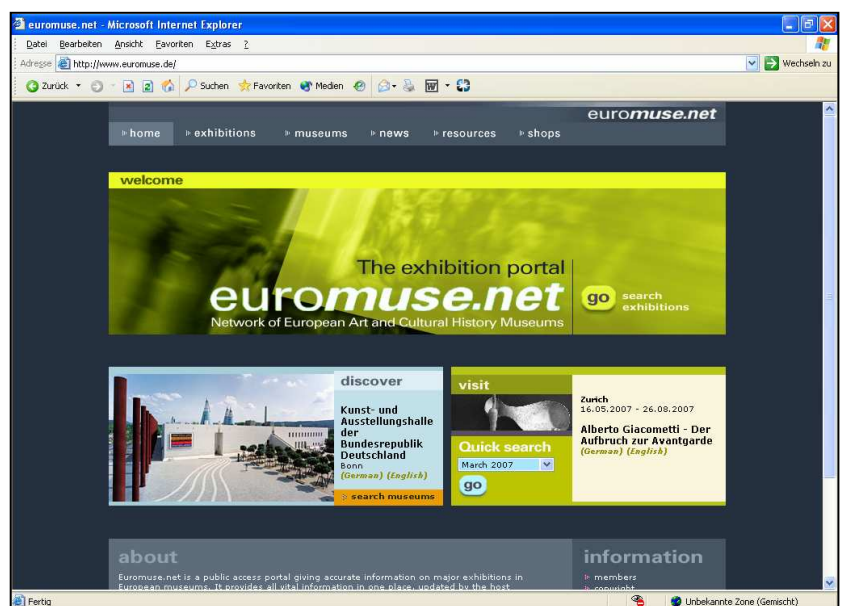 euromuse.net - Microsoft Internet Explorer
Datei Bearbeiten Ansicht Favoriten Extras ?
Adresse http://www.euromuse.de/ Wechseln zu
Zurück Suchen Favoriten Medien
euromuse.net
home exhibitions museums news resources shops
welcome
The exhibition portal
euromuse.net
Network of European Art and Cultural History Museums
go search
exhibitions
discover
Kunst- und
Ausstellungshalle
der
Bundesrepublik
Deutschland
Bonn
(German) (English)
search museums
visit
Quick search
March 2007
go
Zurich
16.05.2007 - 26.08.2007
Alberto Giacometti - Der
Aufbruch zur Avantgarde
(German) (English)
about
Euromuse.net is a public access portal giving accurate information on major exhibitions in
European museums. It provides all vital information in one place, updated by the host
information
members
copyright
Fertig Unbekannte Zone (Gemischt)